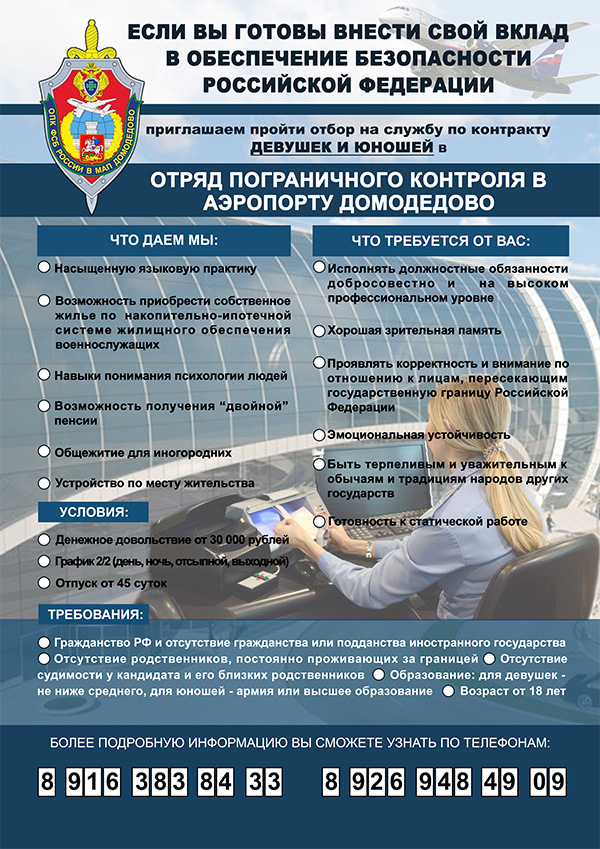 ЕСЛИ ВЫ ГОТОВЫ ВНЕСТИ СВОЙ ВКЛАД
В ОБЕСПЕЧЕНИЕ БЕЗОПАСНОСТИ
РОССИЙСКОЙ ФЕДЕРАЦИИ
ОПК ФСБ РОССИИ В МАП ДОМОДЕДОВО
приглашаем пройти отбор на службу по контракту
ДЕВУШЕК И ЮНОШЕЙ в
ОТРЯД ПОГРАНИЧНОГО КОНТРОЛЯ В
АЭРОПОРТУ ДОМОДЕДОВО
ЧТО ДАЕМ МЫ:
Насыщенную языковую практику
Возможность приобрести собственное
жилье по накопительно-ипотечной
системе жилищного обеспечения
военнослужащих
Навыки понимания психологии людей
Возможность получения “двойной”
пенсии
Общежитие для иногородних
Устройство по месту жительства
УСЛОВИЯ:
Денежное довольствие от 30 000 рублей
График 2/2 (день, ночь, отсыпной, выходной)
Отпуск от 45 суток
ЧТО ТРЕБУЕТСЯ ОТ ВАС:
Исполнять должностные обязанности
добросовестно и на высоком
профессиональном уровне
Хорошая зрительная память
Проявлять корректность и внимание по
отношению к лицам, пересекающим
государственную границу Российской
Федерации
Эмоциональная устойчивость
Быть терпеливым и уважительным к
обычаям и традициям народов других
государств
Готовность к статической работе
ТРЕБОВАНИЯ:
Гражданство РФ и отсутствие гражданства или подданства иностранного государства
Отсутствие родственников, постоянно проживающих за границей Отсутствие
судимости у кандидата и его близких родственников Образование: для девушек -
не ниже среднего, для юношей - армия или высшее образование Возраст от 18 лет
БОЛЕЕ ПОДРОБНУЮ ИНФОРМАЦИЮ ВЫ СМОЖЕТЕ УЗНАТЬ ПО ТЕЛЕФОНАМ:
8 916 383 84 33 8 926 948 49 09